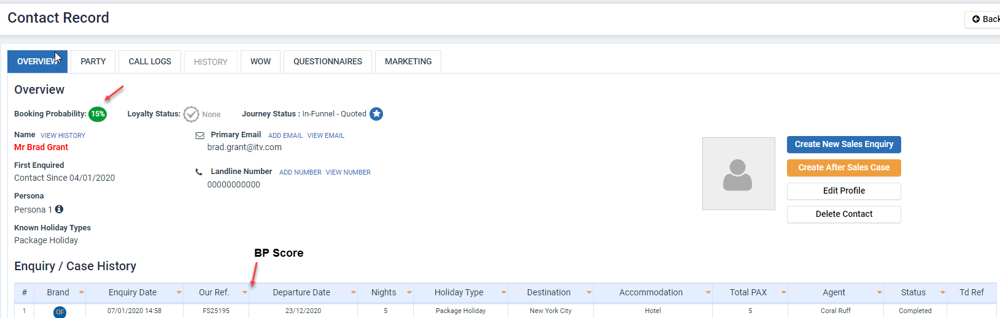 Contact Record
Back
OVERVIEW PARTY CALL LOGS HISTORY WOW QUESTIONNAIRES MARKETING
Overview
Booking Probability: 15% Loyalty Status: None Journey Status : In-Funnel - Quoted
Name VIEW HISTORY Primary Email ADD EMAIL VIEW EMAIL
Mr Brad Grant brad.grant@itv.com
Create New Sales Enquiry
First Enquired Landline Number ADD NUMBER VIEW NUMBER
Create After Sales Case
Contact Since 04/01/2020 00000000000
Persona Edit Profile
Persona 1
Delete Contact
Known Holiday Types
Package Holiday
BP Score
Enquiry / Case History
# Brand Enquiry Date Our Ref. Departure Date Nights Holiday Type Destination Accommodation Total PAX Agent Status Td Ref
1 OF 07/01/2020 14:58 FS25195 23/12/2020 5 Package Holiday New York City Hotel 5 Coral Ruff Completed